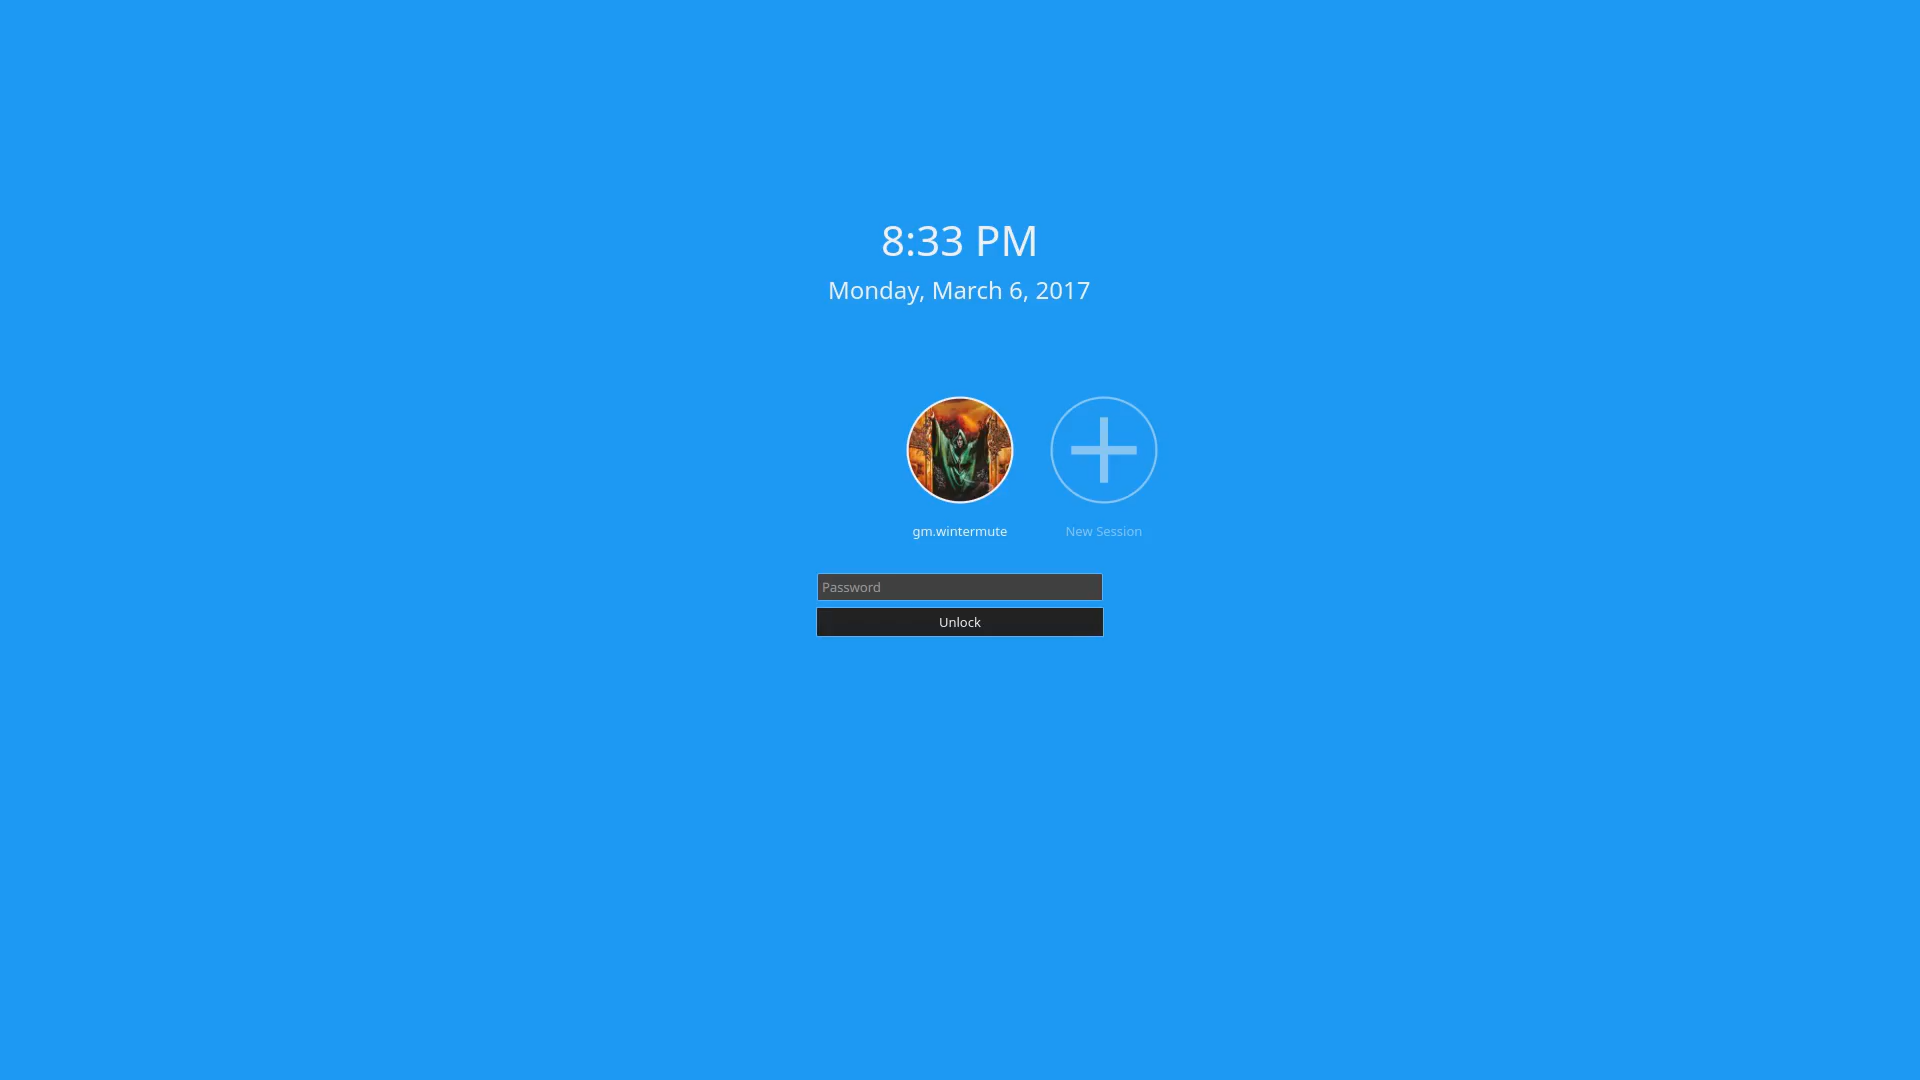 8:33 PM
Monday, March 6, 2017
gm.wintermute
New Session
Password
Unlock